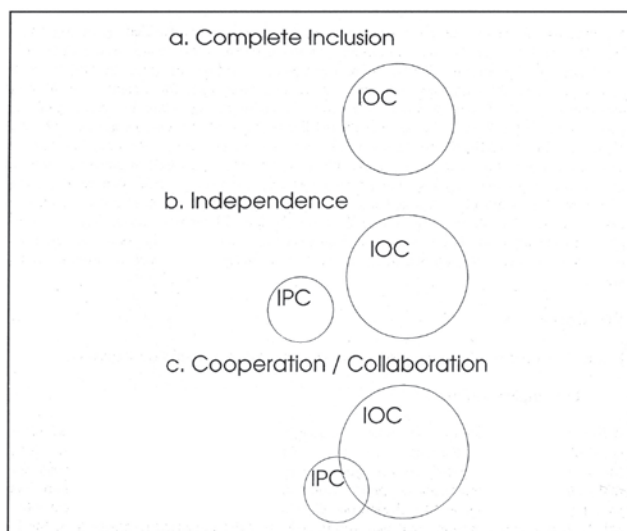 a. Complete Inclusion
IOC
b. Independence
IOC
IPC
c. Cooperation / Collaboration
IOC
IPC